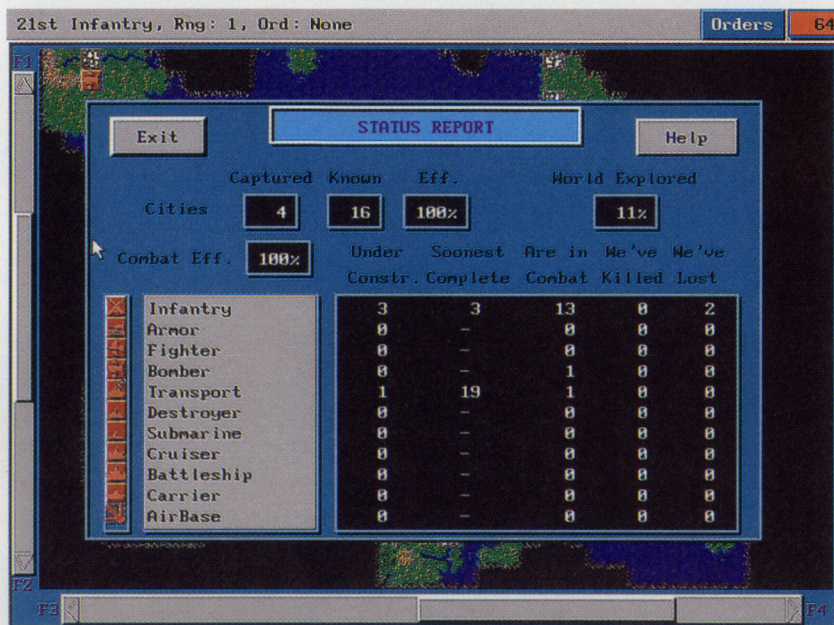 21st Infantry, Rng: 1, Ord: None Orders 64
F1
Exit STATUS REPORT Help
Captured Known Eff. World Explored
Cities 4 16 100% 11%
Combat Eff. 100% Under Soonest Are in We've We've
Constr. Complete Combat Killed Lost
Infantry 3 3 13 0 2
Armor 0 - 0 0 0
Fighter 0 - 0 0 0
Bomber 0 - 1 0 0
Transport 1 19 1 0 0
Destroyer 0 - 0 0 0
Submarine 0 - 0 0 0
Cruiser 0 - 0 0 0
Battleship 0 - 0 0 0
Carrier 0 - 0 0 0
AirBase 0 - 0 0 0
F2
F3 F4